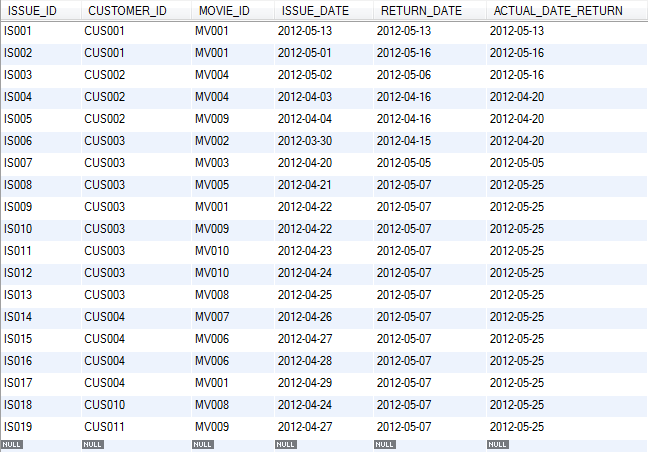 ISSUE_ID CUSTOMER_ID MOVIE_ID ISSUE_DATE RETURN_DATE ACTUAL_DATE_RETURN
IS001 CUS001 MV001 2012-05-13 2012-05-13 2012-05-13
IS002 CUS001 MV001 2012-05-01 2012-05-16 2012-05-16
IS003 CUS002 MV004 2012-05-02 2012-05-06 2012-05-16
IS004 CUS002 MV004 2012-04-03 2012-04-16 2012-04-20
IS005 CUS002 MV009 2012-04-04 2012-04-16 2012-04-20
IS006 CUS003 MV002 2012-03-30 2012-04-15 2012-04-20
IS007 CUS003 MV003 2012-04-20 2012-05-05 2012-05-05
IS008 CUS003 MV005 2012-04-21 2012-05-07 2012-05-25
IS009 CUS003 MV001 2012-04-22 2012-05-07 2012-05-25
IS010 CUS003 MV009 2012-04-22 2012-05-07 2012-05-25
IS011 CUS003 MV010 2012-04-23 2012-05-07 2012-05-25
IS012 CUS003 MV010 2012-04-24 2012-05-07 2012-05-25
IS013 CUS003 MV008 2012-04-25 2012-05-07 2012-05-25
IS014 CUS004 MV007 2012-04-26 2012-05-07 2012-05-25
IS015 CUS004 MV006 2012-04-27 2012-05-07 2012-05-25
IS016 CUS004 MV006 2012-04-28 2012-05-07 2012-05-25
IS017 CUS004 MV001 2012-04-29 2012-05-07 2012-05-25
IS018 CUS010 MV008 2012-04-24 2012-05-07 2012-05-25
IS019 CUS011 MV009 2012-04-27 2012-05-07 2012-05-25
NULL NULL NULL NULL NULL NULL